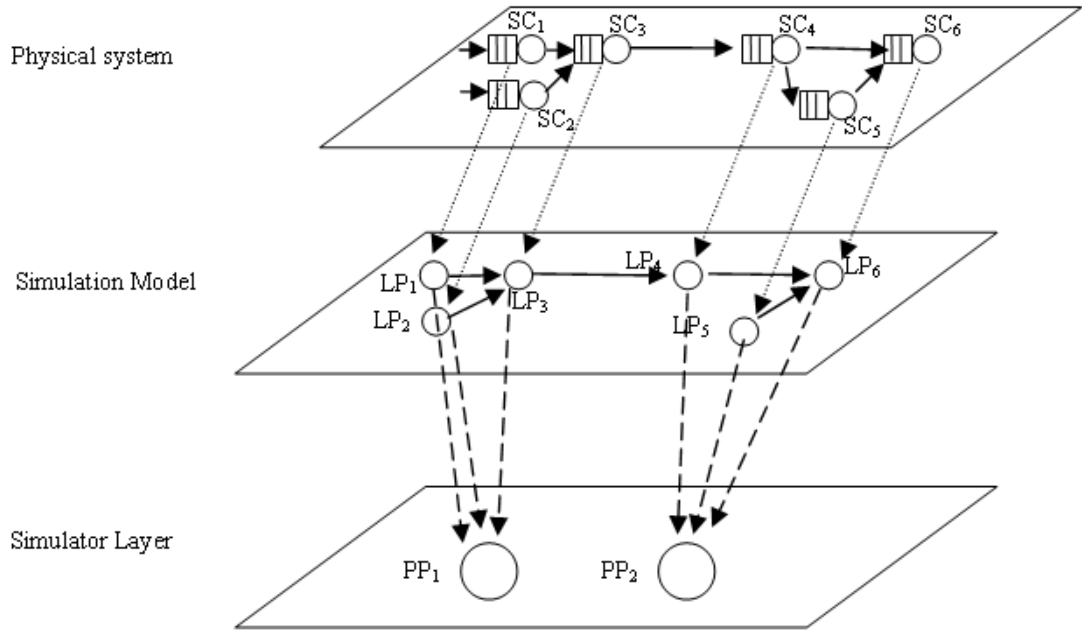 Physical system
SC1
SC3
SC4
SC6
SC2
SC5
Simulation Model
LP1
LP2
LP3
LP4
LP5
LP6
Simulator Layer
PP1
PP2